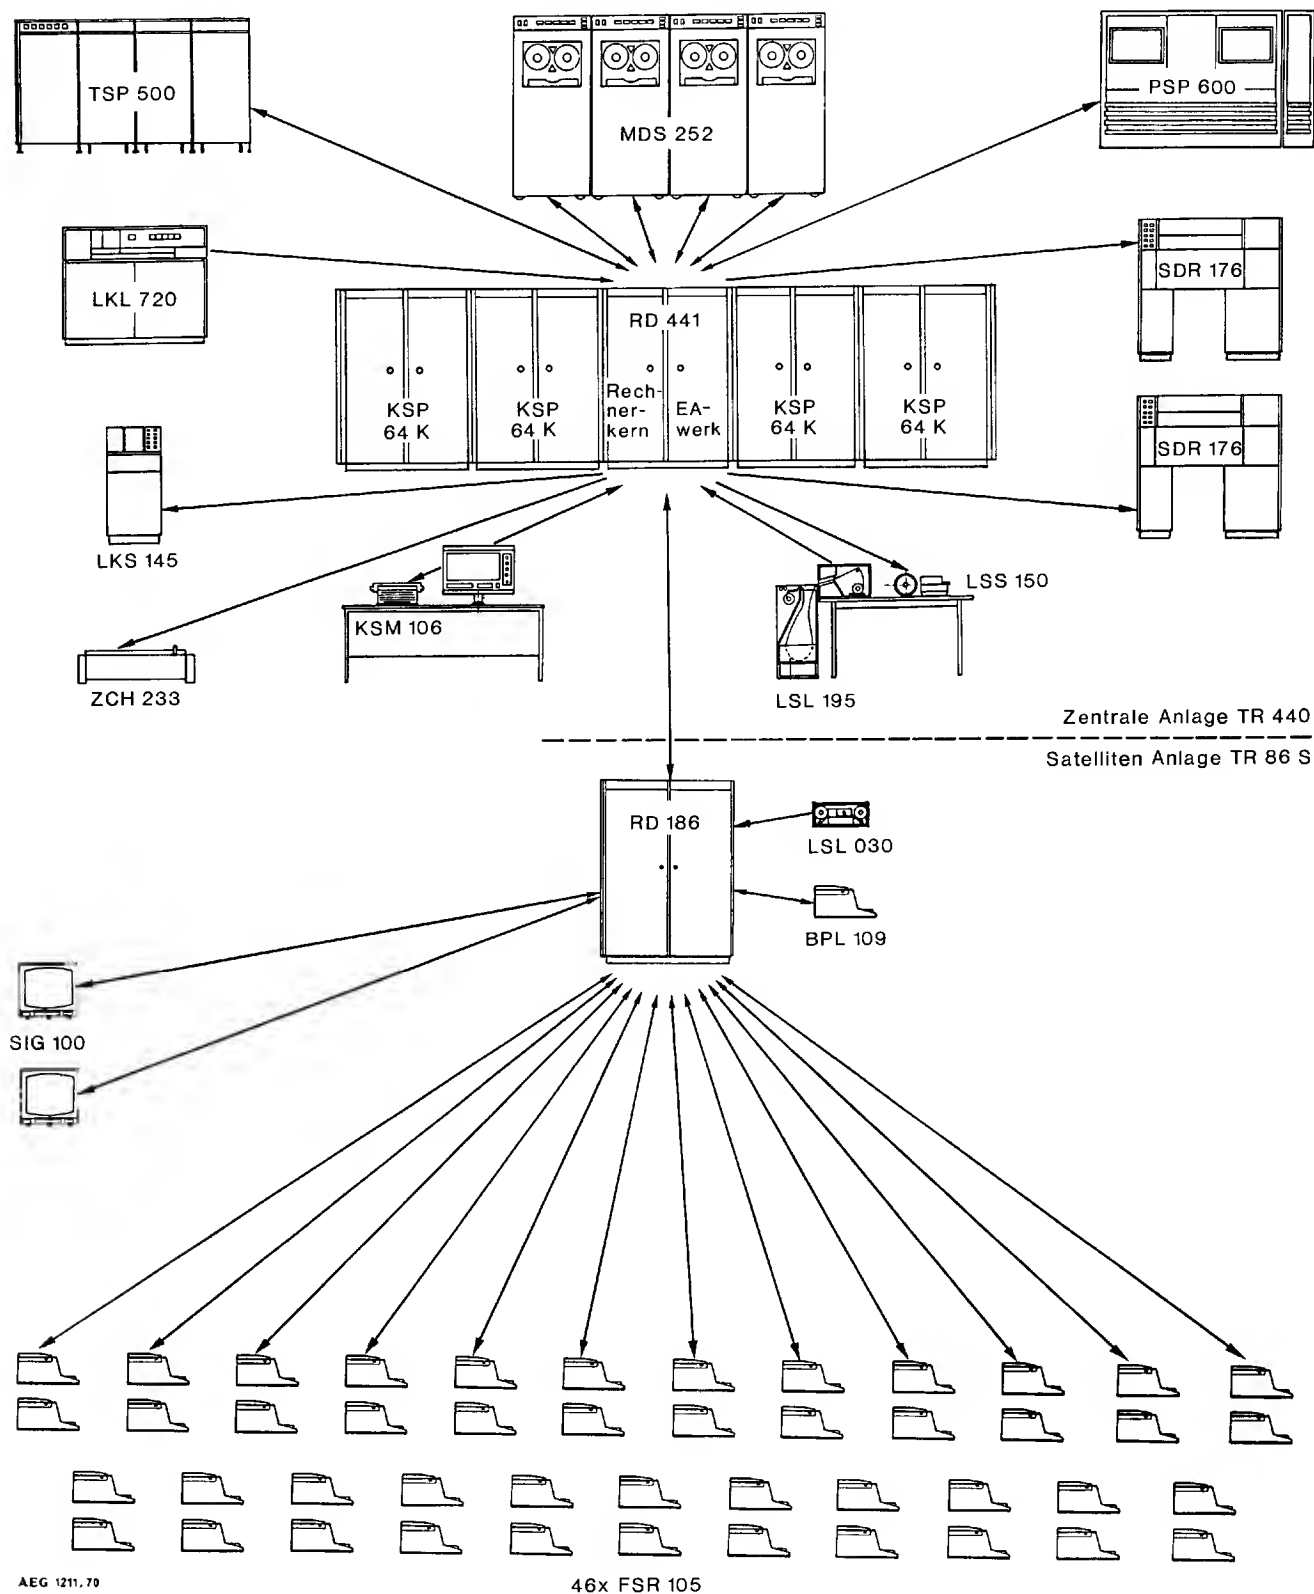 TSP 500
MDS 252
PSP 600
LKL 720
SDR 176
RD 441
KSP
64 K
KSP
64 K
Rech-
ner-
kern
EA-
werk
KSP
64 K
KSP
64 K
SDR 176
LKS 145
KSM 106
LSS 150
ZCH 233
LSL 195
Zentrale Anlage TR 440
Satelliten Anlage TR 86 S
RD 186
LSL 030
BPL 109
SIG 100
AEG 1211.70
46x FSR 105